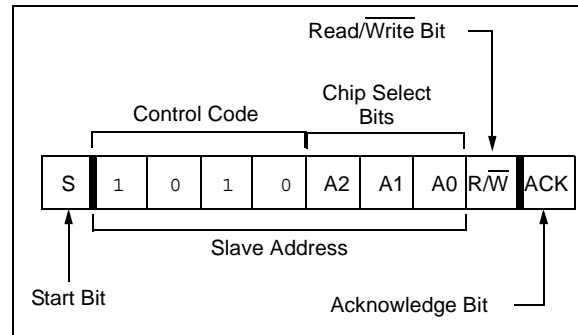 Read/Write Bit
Chip Select
Bits
Control Code
S 1 0 1 0 A2 A1 A0 R/W ACK
Slave Address
Start Bit
Acknowledge Bit